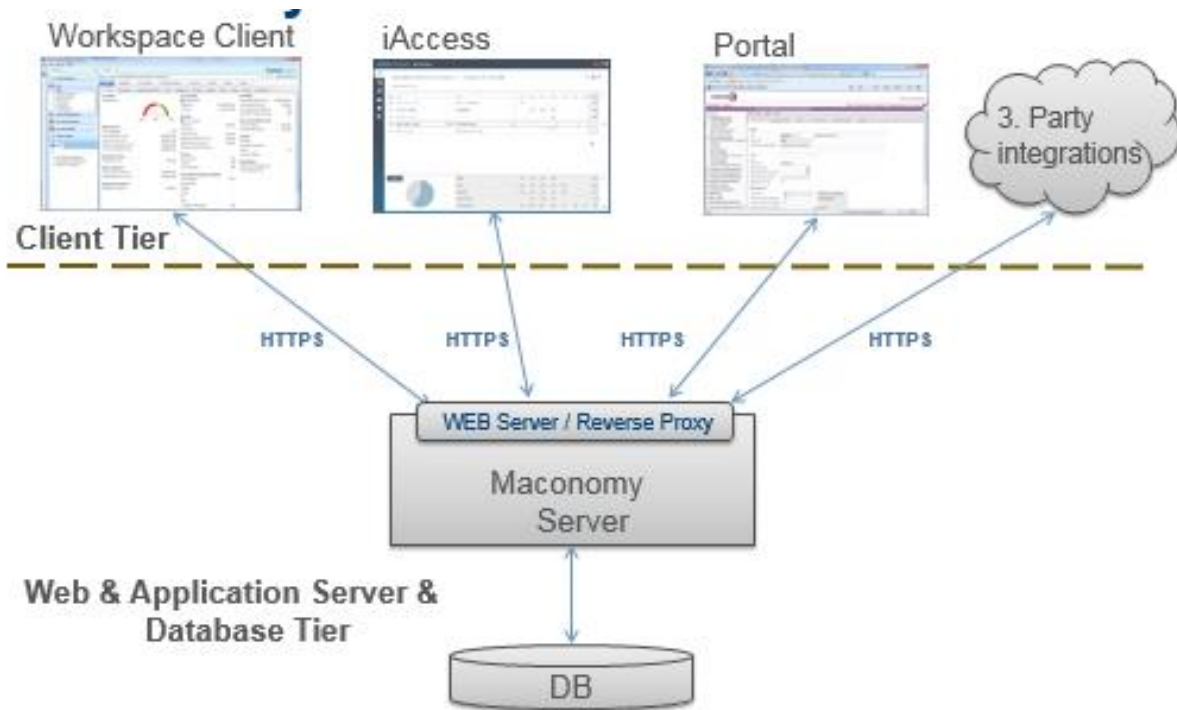 Workspace Client
iAccess
Portal
3. Party
integrations
Client Tier
HTTPS
HTTPS
HTTPS
HTTPS
WEB Server / Reverse Proxy
Maconomy
Server
Web & Application Server &
Database Tier
DB